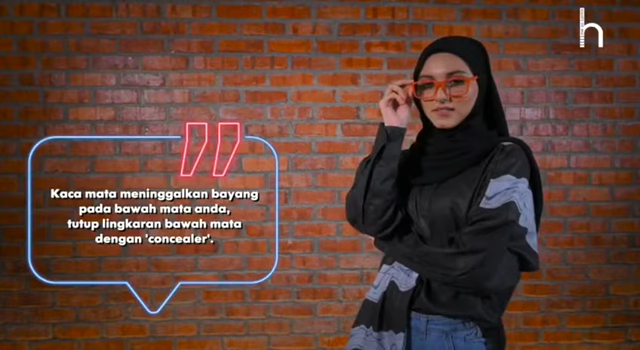 h
Kaca mata meninggalkan bayang
pada bawah mata anda,
tutup lingkaran bawah mata
dengan 'concealer'.